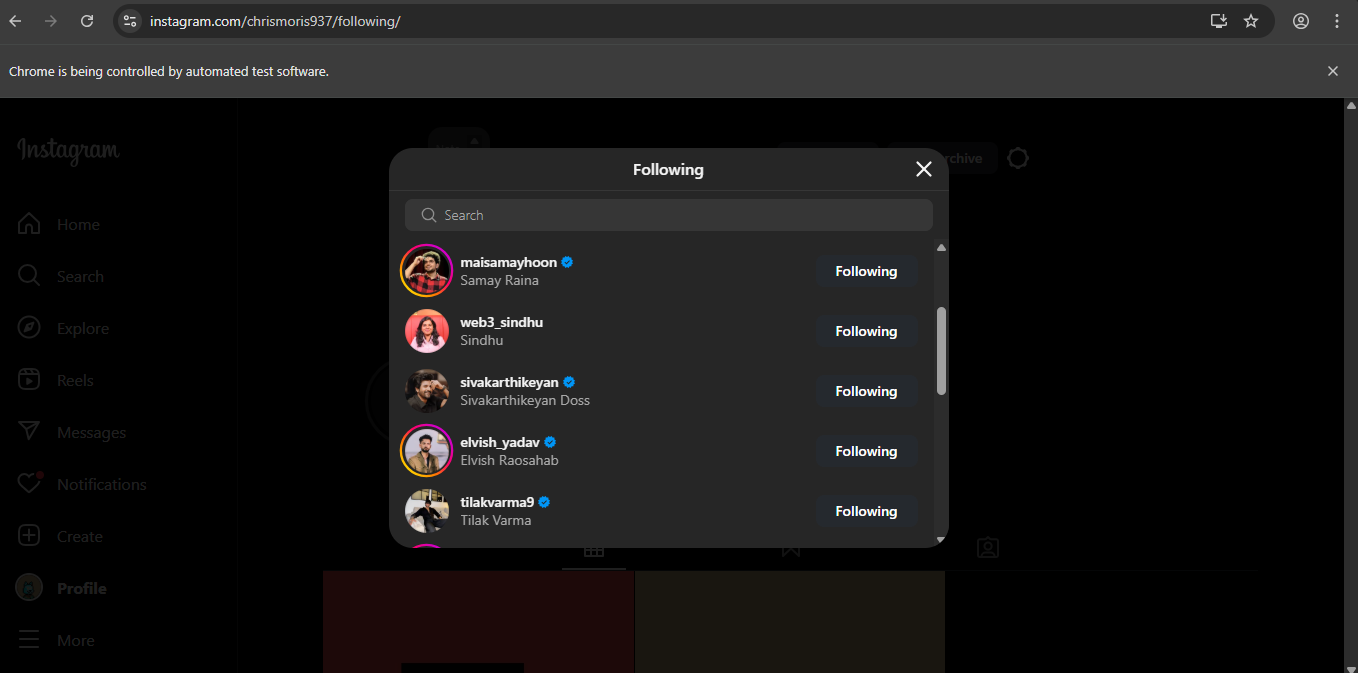 instagram.com/chrismoris937/following/
Chrome is being controlled by automated test software.
Instagram
Home
Search
Explore
Reels
Messages
Notifications
Create
Profile
More
Following
Search
maisamayhoon
Samay Raina
Following
web3_sindhu
Sindhu
Following
sivakarthikeyan
Sivakarthikeyan Doss
Following
elvish_yadav
Elvish Raosahab
Following
tilakvarma9
Tilak Varma
Following